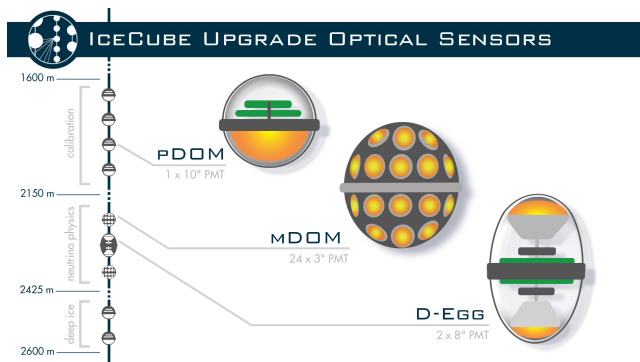 IceCube Upgrade Optical Sensors
1600 m
calibration
pDOM
1 x 10" PMT
2150 m
neutrino physics
mDOM
24 x 3" PMT
2425 m
deep ice
D-Egg
2 x 8" PMT
2600 m